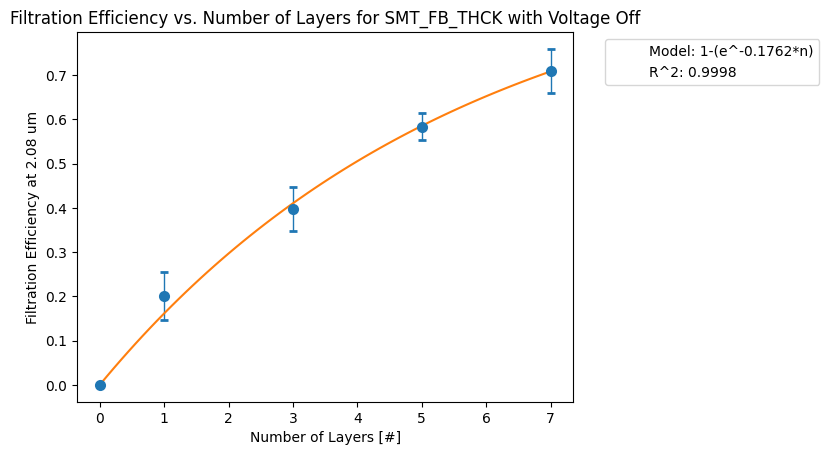 Filtration Efficiency vs. Number of Layers for SMT_FB_THCK with Voltage Off
Model: 1-(e^-0.1762*n)
R^2: 0.9998
Filtration Efficiency at 2.08 um
0.7
0.6
0.5
0.4
0.3
0.2
0.1
0.0
0 1 2 3 4 5 6 7
Number of Layers [#]